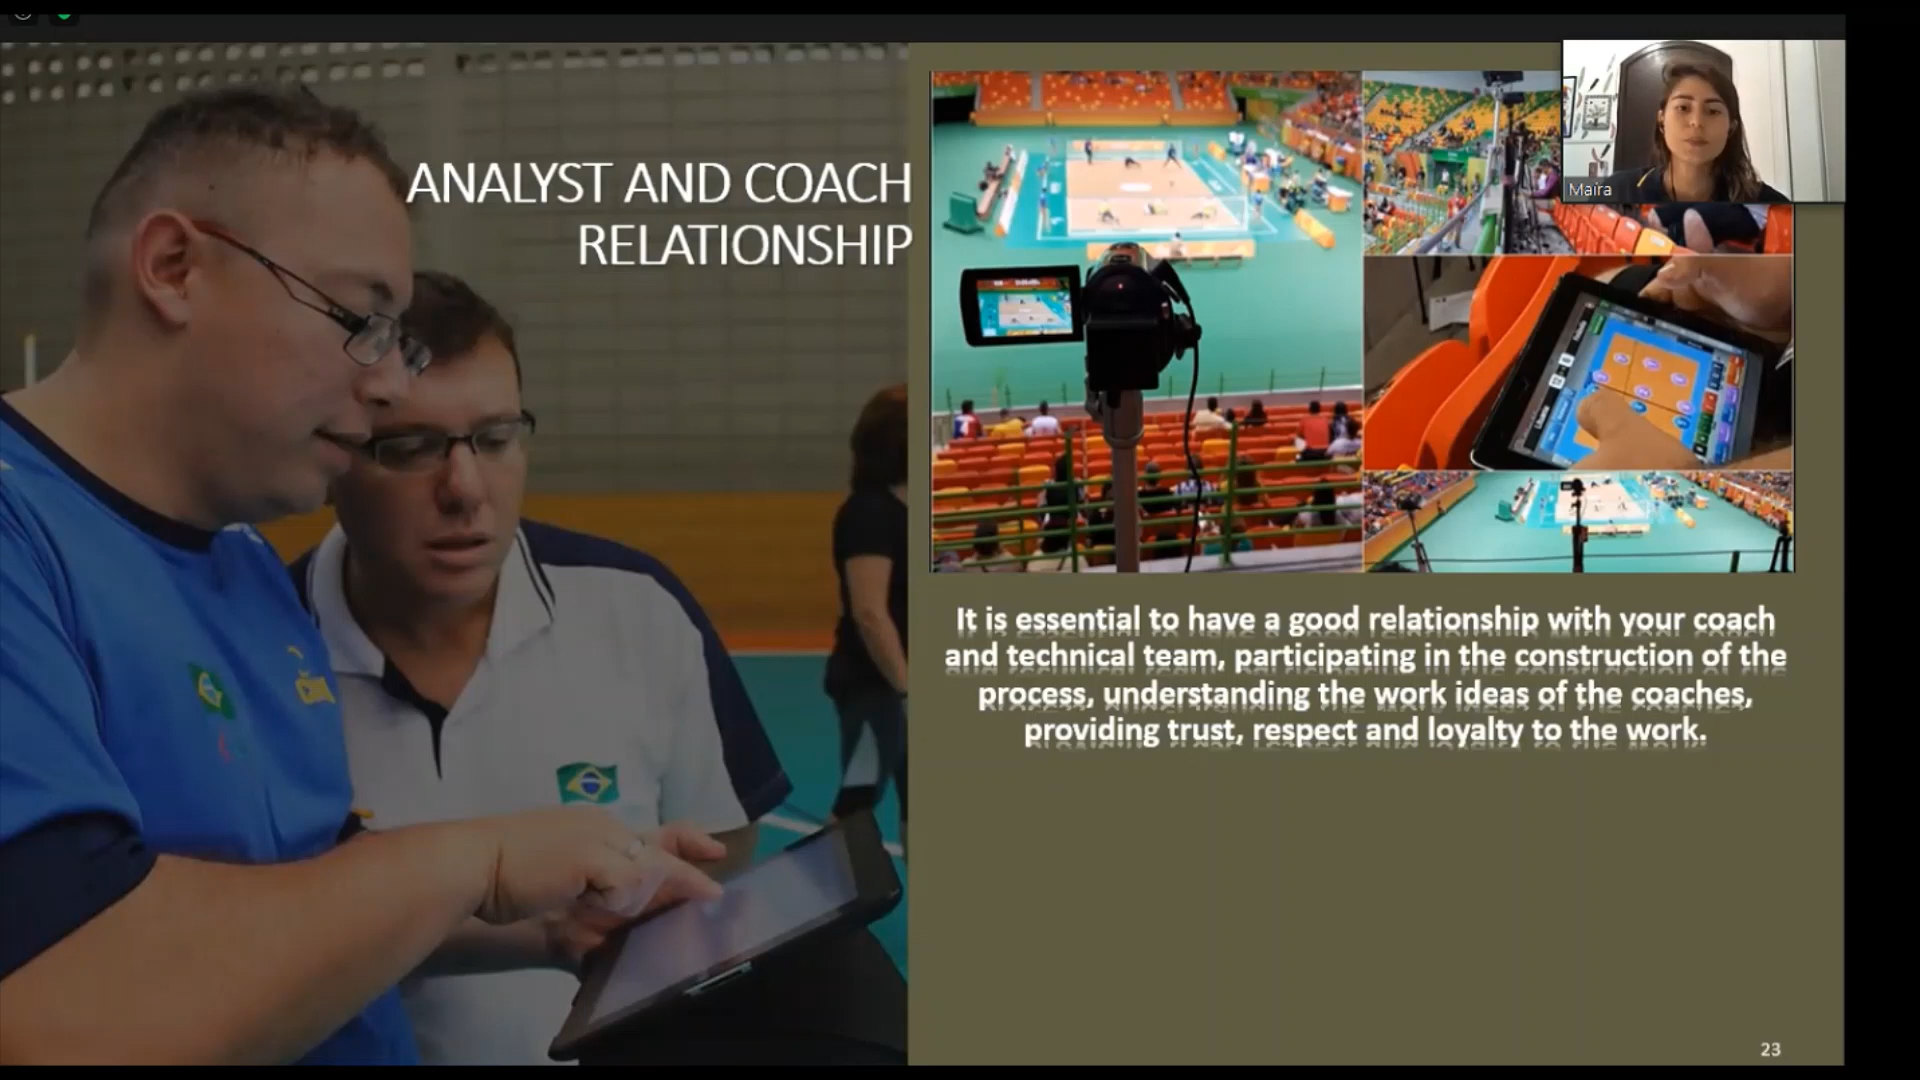 ANALYST AND COACH
RELATIONSHIP
Maira
It is essential to have a good relationship with your coach
and technical team, participating in the construction of the
process, understanding the work ideas of the coaches,
providing trust, respect and loyalty to the work.
23